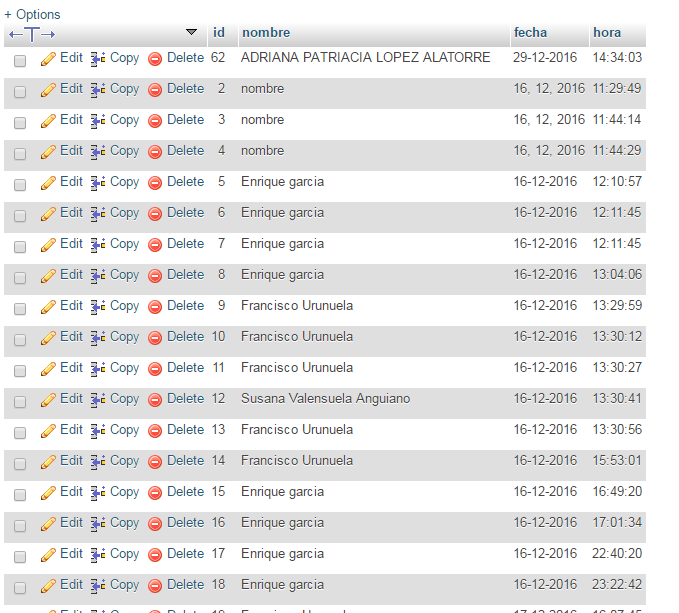 + Options
id nombre fecha hora
Edit Copy Delete 62 ADRIANA PATRIACIA LOPEZ ALATORRE 29-12-2016 14:34:03
Edit Copy Delete 2 nombre 16, 12, 2016 11:29:49
Edit Copy Delete 3 nombre 16, 12, 2016 11:44:14
Edit Copy Delete 4 nombre 16, 12, 2016 11:44:29
Edit Copy Delete 5 Enrique garcia 16-12-2016 12:10:57
Edit Copy Delete 6 Enrique garcia 16-12-2016 12:11:45
Edit Copy Delete 7 Enrique garcia 16-12-2016 12:11:45
Edit Copy Delete 8 Enrique garcia 16-12-2016 13:04:06
Edit Copy Delete 9 Francisco Urunuela 16-12-2016 13:29:59
Edit Copy Delete 10 Francisco Urunuela 16-12-2016 13:30:12
Edit Copy Delete 11 Francisco Urunuela 16-12-2016 13:30:27
Edit Copy Delete 12 Susana Valensuela Anguiano 16-12-2016 13:30:41
Edit Copy Delete 13 Francisco Urunuela 16-12-2016 13:30:56
Edit Copy Delete 14 Francisco Urunuela 16-12-2016 15:53:01
Edit Copy Delete 15 Enrique garcia 16-12-2016 16:49:20
Edit Copy Delete 16 Enrique garcia 16-12-2016 17:01:34
Edit Copy Delete 17 Enrique garcia 16-12-2016 22:40:20
Edit Copy Delete 18 Enrique garcia 16-12-2016 23:22:42